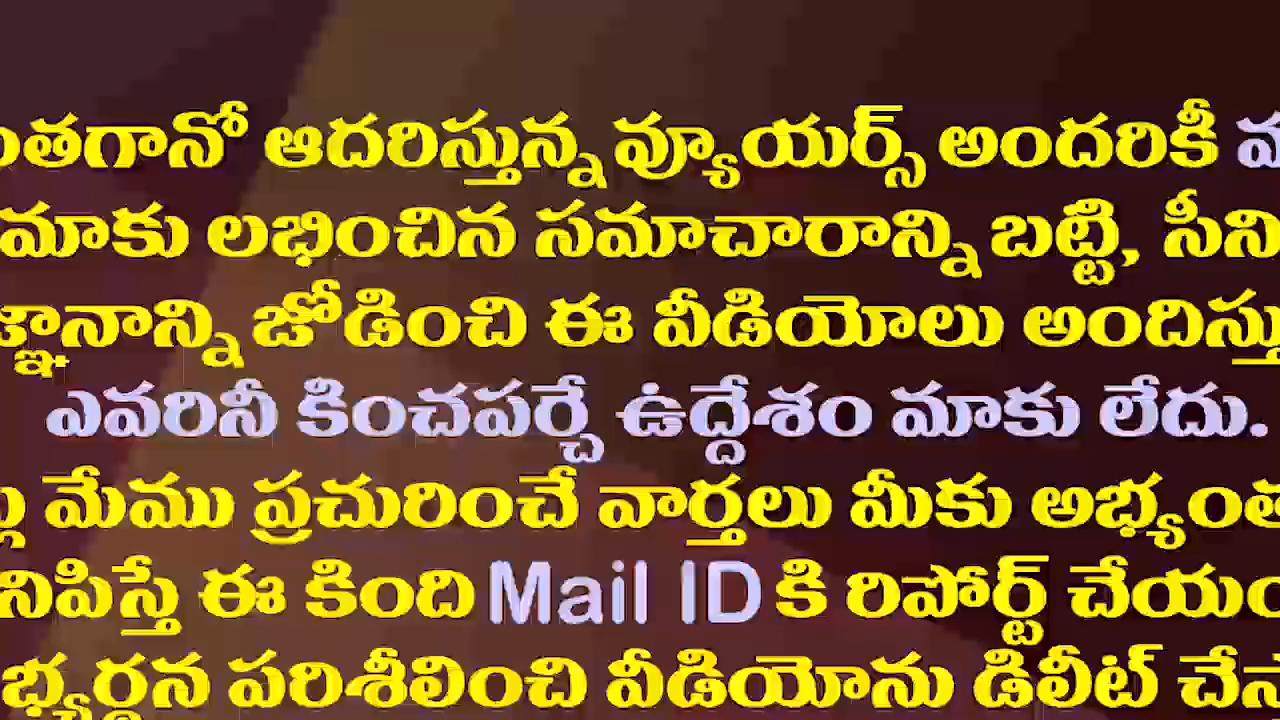 ంతగానో ఆదరిస్తున్న వ్యూయర్స్ అందరికీ
మాకు లభించిన సమాచారాన్ని బట్టి, సీని
జ్ఞానాన్ని జోడించి ఈ వీడియోలు అందిస్తు
ఎవరినీ కించపర్చే ఉద్దేశం మాకు లేదు.
మేము ప్రచురించే వార్తలు మీకు అభ్యంత
నిపిస్తే ఈ కింది Mail ID కి రిపోర్ట్ చేయం
భ్యర్థన పరిశీలించి వీడియోను డిలీట్ చేస